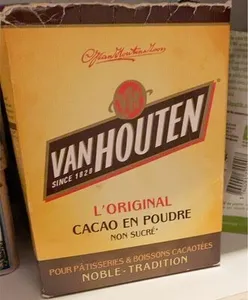 VAN HOUTEN
SINCE 1828
L'ORIGINAL
CACAO EN POUDRE
NON SUCRÉ*
POUR PÂTISSERIES & BOISSONS CACAOTÉES
NOBLE-TRADITION